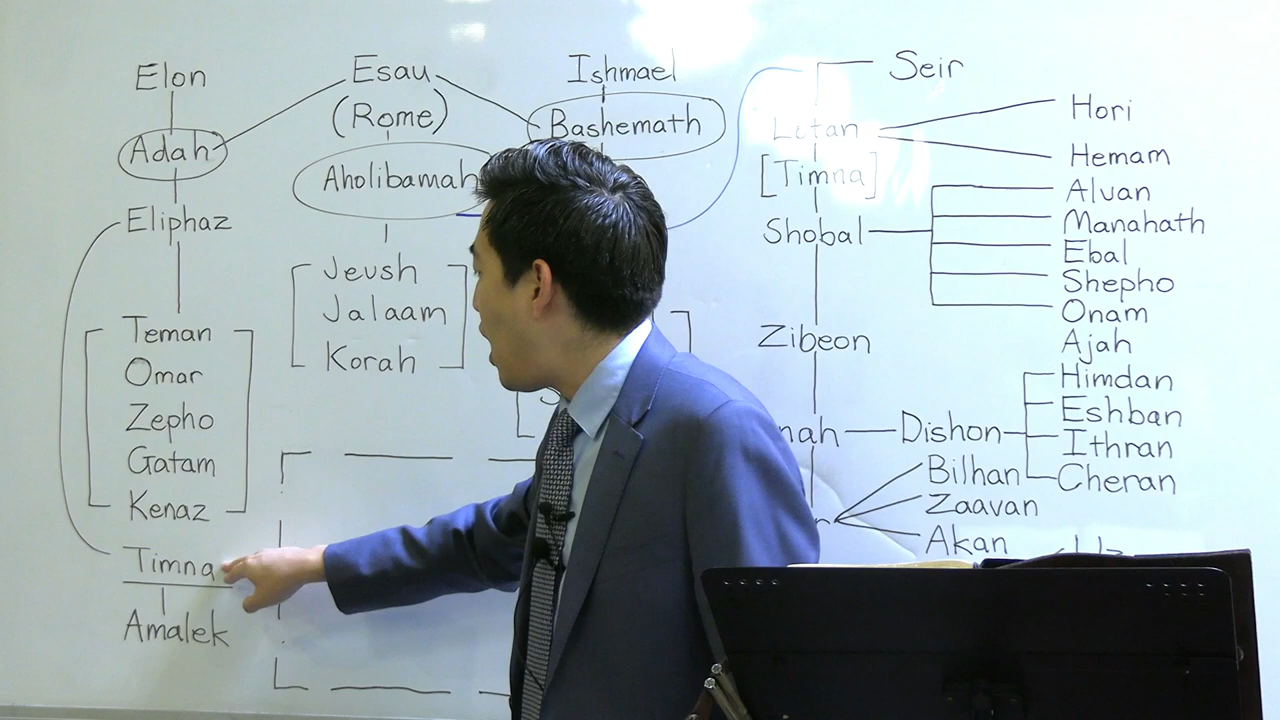 Elon
Esau
(Rome)
Ishmael
Adah
Bashemath
Aholibamah
Eliphaz
Jeush
Jalaam
Korah
Teman
Omar
Zepho
Gatam
Kenaz
Timna
Amalek
Seir
Lotan
[Timna]
Hori
Hemam
Shobal
Alvan
Manahath
Ebal
Shepho
Onam
Zibeon
Ajah
nah
Dishon
Himdan
Eshban
Ithran
Cheran
Bilhan
Zaavan
Akan